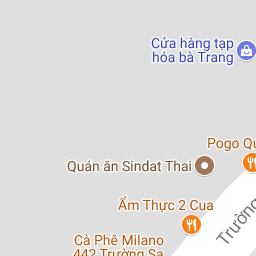 Cửa hàng tạp
hóa bà Trang
Pogo Qu
Quán ăn Sindat Thai
Ẩm Thực 2 Cua
Trường
Cà Phê Milano
442 Trường Sa